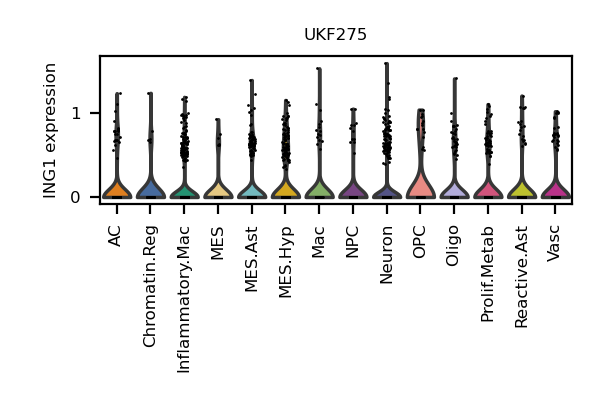 UKF275
ING1 expression
1
0
AC
Chromatin.Reg
Inflammatory.Mac
MES
MES.Ast
MES.Hyp
Mac
NPC
Neuron
OPC
Oligo
Prolif.Metab
Reactive.Ast
Vasc